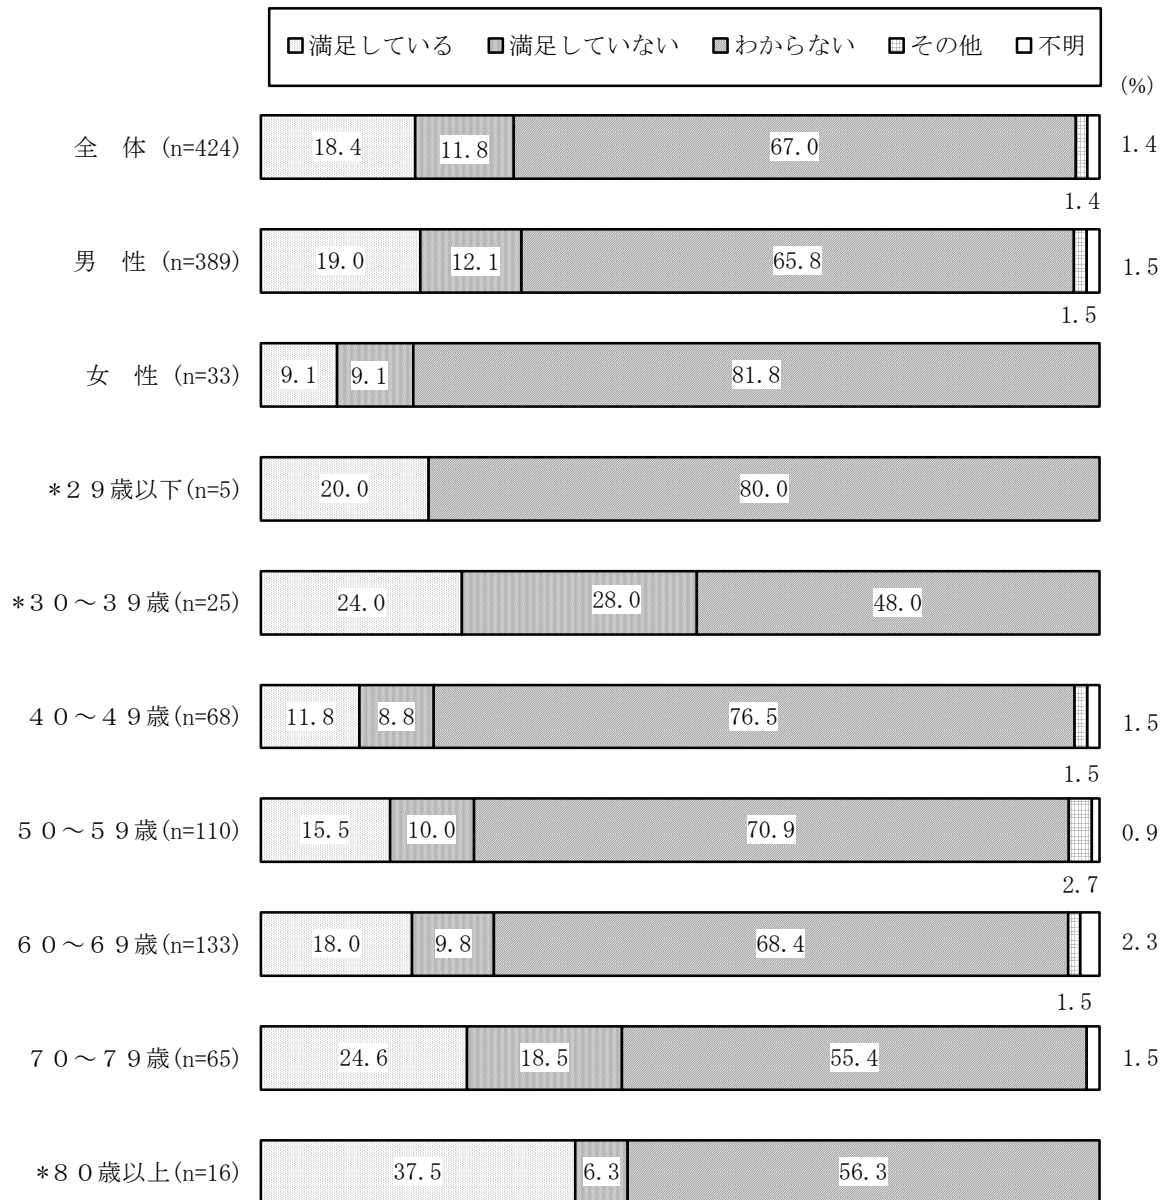 満足している 満足していない わからない その他 不明
(%)
全　体 (n=424) 18.4 11.8 67.0 1.4
1.4
男　性 (n=389) 19.0 12.1 65.8 1.5
1.5
女　性 (n=33) 9.1 9.1 81.8
*２９歳以下(n=5) 20.0 80.0
*３０～３９歳(n=25) 24.0 28.0 48.0
４０～４９歳(n=68) 11.8 8.8 76.5 1.5
1.5
５０～５９歳(n=110) 15.5 10.0 70.9 0.9
2.7
６０～６９歳(n=133) 18.0 9.8 68.4 2.3
1.5
７０～７９歳(n=65) 24.6 18.5 55.4 1.5
*８０歳以上(n=16) 37.5 6.3 56.3